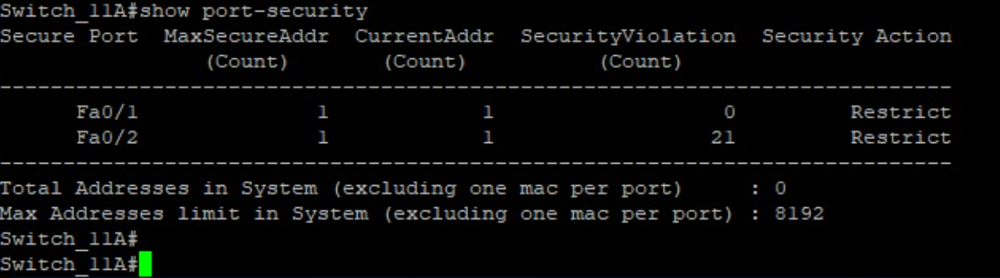 Switch_11A#show port-security
Secure Port  MaxSecureAddr  CurrentAddr  SecurityViolation  Security Action
                (Count)       (Count)          (Count)
---------------------------------------------------------------------------
      Fa0/1              1            1                  0         Restrict
      Fa0/2              1            1                 21         Restrict
---------------------------------------------------------------------------
Total Addresses in System (excluding one mac per port)     : 0
Max Addresses limit in System (excluding one mac per port) : 8192
Switch_11A#
Switch_11A#